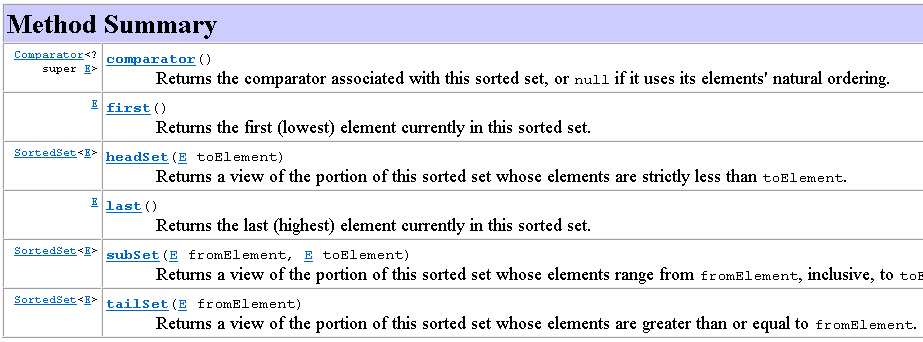 Method Summary
Comparator<?
super E>
comparator()
Returns the comparator associated with this sorted set, or null if it uses its elements' natural ordering.
E
first()
Returns the first (lowest) element currently in this sorted set.
SortedSet<E>
headSet(E toElement)
Returns a view of the portion of this sorted set whose elements are strictly less than toElement.
E
last()
Returns the last (highest) element currently in this sorted set.
SortedSet<E>
subSet(E fromElement, E toElement)
Returns a view of the portion of this sorted set whose elements range from fromElement, inclusive, to
SortedSet<E>
tailSet(E fromElement)
Returns a view of the portion of this sorted set whose elements are greater than or equal to fromElement.